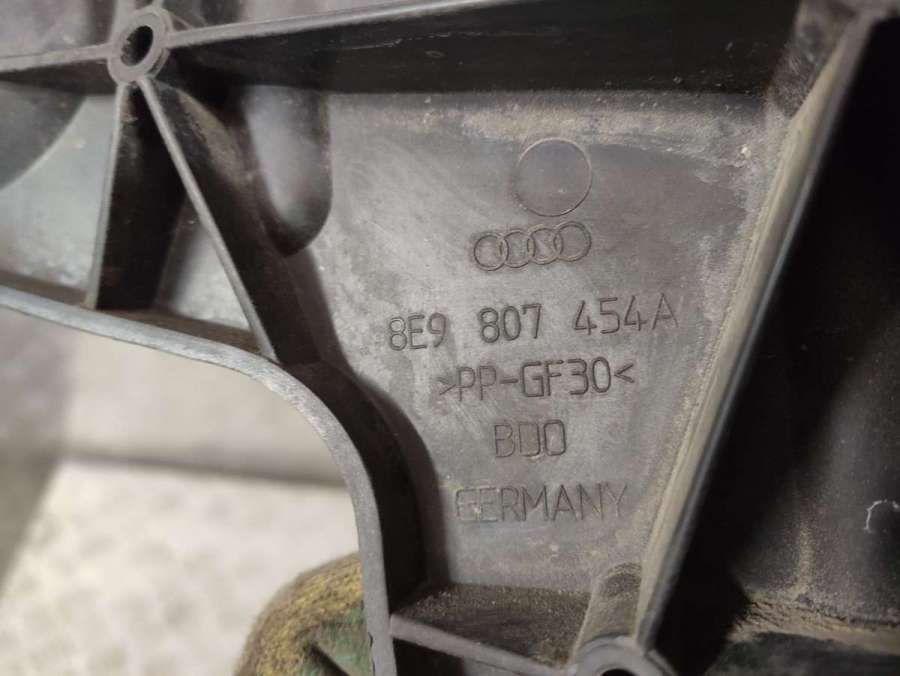 8E9 807 454A
>PP-GF30<
BDO
GERMANY